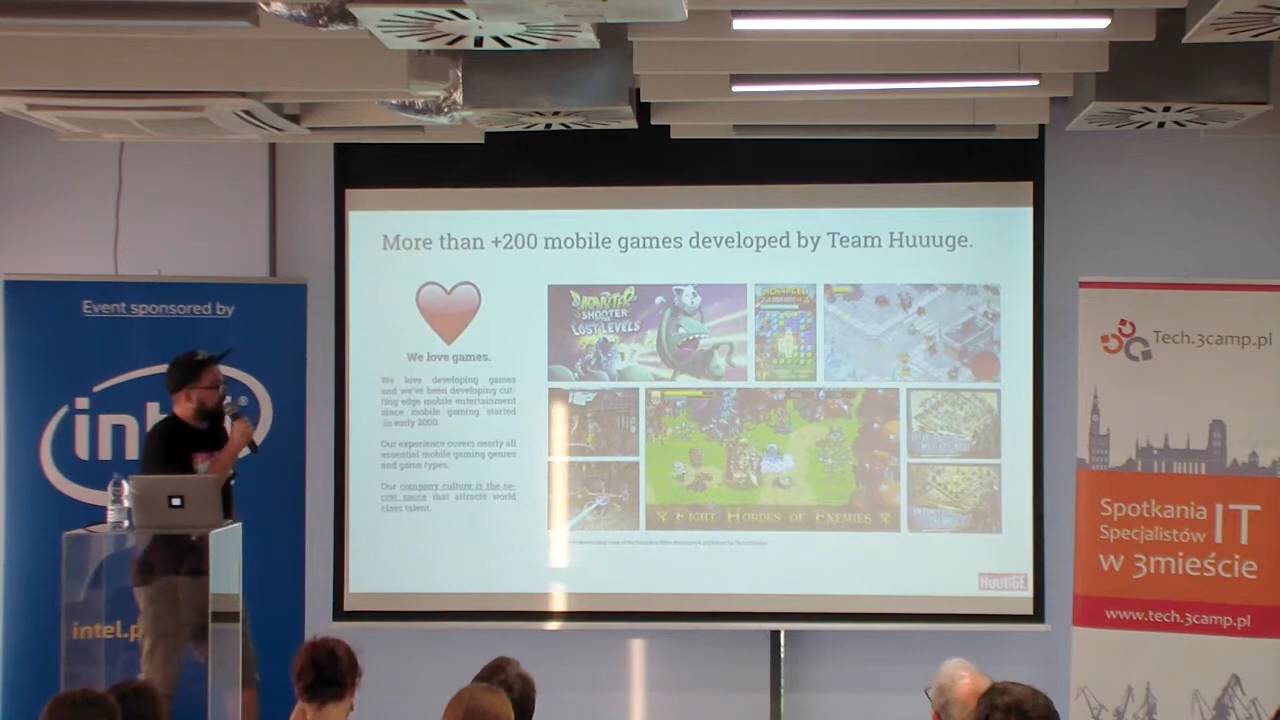 More than +200 mobile games developed by Team Huuuge.
We love games.
We love developing games
and we've been developing cut-
ting edge mobile entertainment
since mobile gaming started
in early 2000.
Our experience covers nearly all
essential mobile gaming genres
and game types.
Our company culture is the se-
cret sauce that attracts world
class talent.
MONSTER
SHOOTER
THE
LOST LEVELS
FIGHT HORDES OF ENEMIES
HUUUGE
Event sponsored by
intel
intel.p
Tech.3camp.pl
Spotkania
Specjalistów IT
w 3mieście
www.tech.3camp.pl